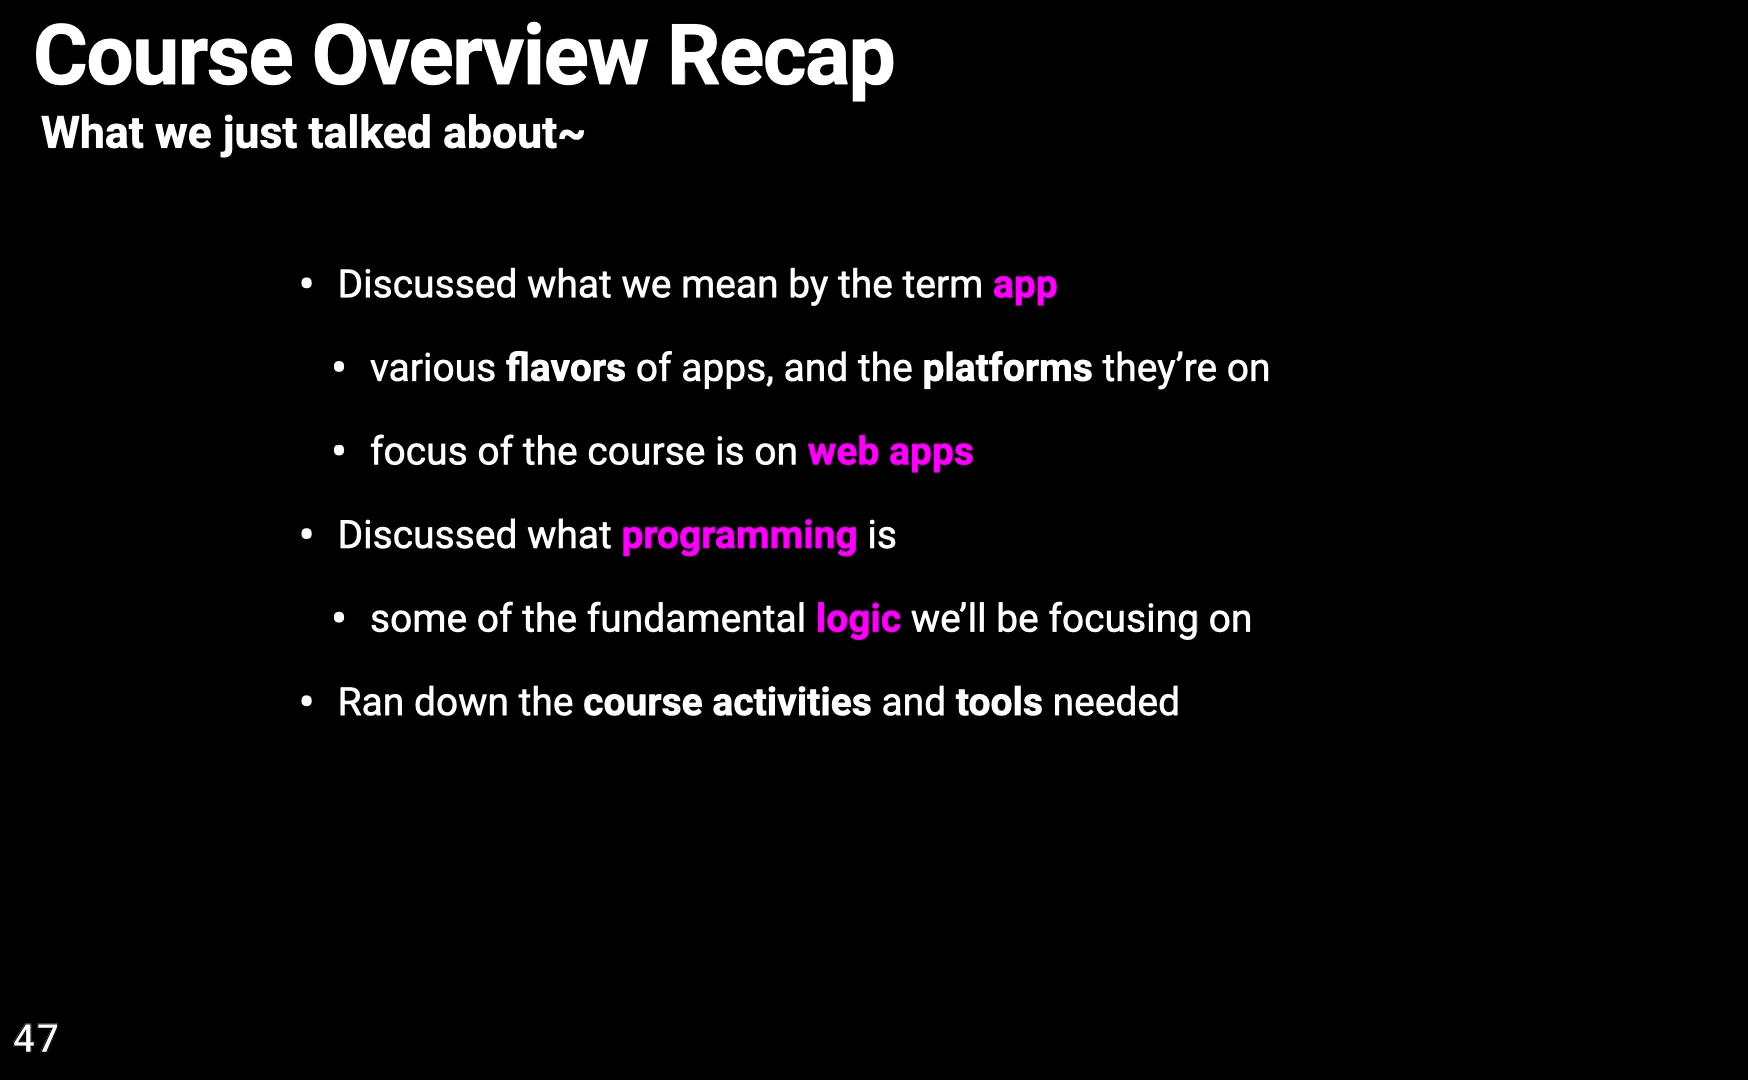 Course Overview Recap
What we just talked about~
• Discussed what we mean by the term app
• various flavors of apps, and the platforms they’re on
• focus of the course is on web apps
• Discussed what programming is
• some of the fundamental logic we’ll be focusing on
• Ran down the course activities and tools needed
47